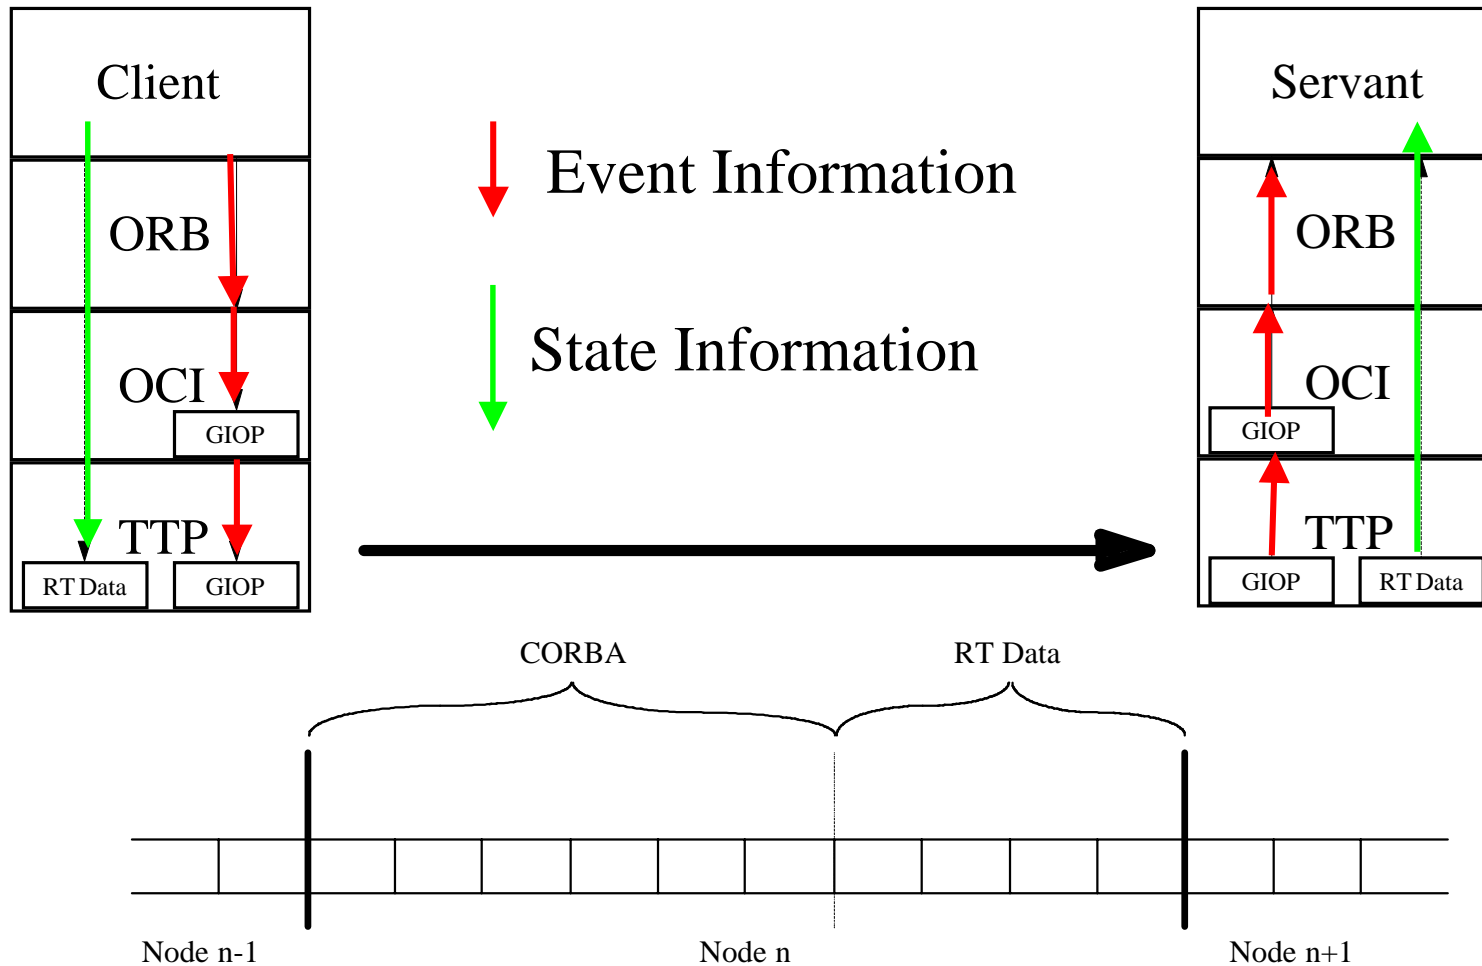 Client
ORB
OCI
GIOP
TTP
RT Data
GIOP
Event Information
State Information
Servant
ORB
OCI
GIOP
TTP
GIOP
RT Data
CORBA
RT Data
Node n-1
Node n
Node n+1